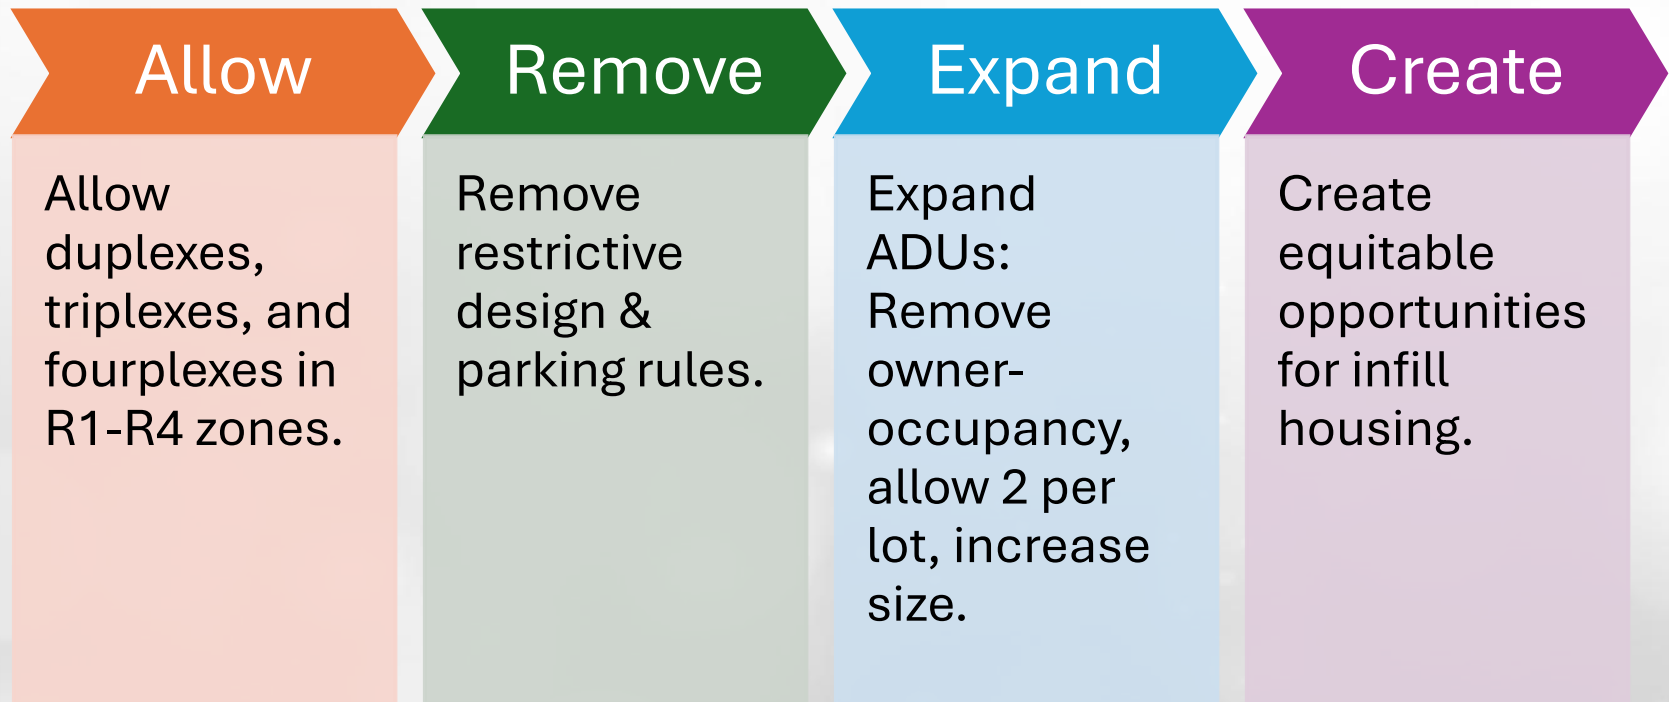 Allow
Allow
duplexes,
triplexes, and
fourplexes in
R1-R4 zones.
Remove
Remove
restrictive
design &
parking rules.
Expand
Expand
ADUs:
Remove
owner-
occupancy,
allow 2 per
lot, increase
size.
Create
Create
equitable
opportunities
for infill
housing.